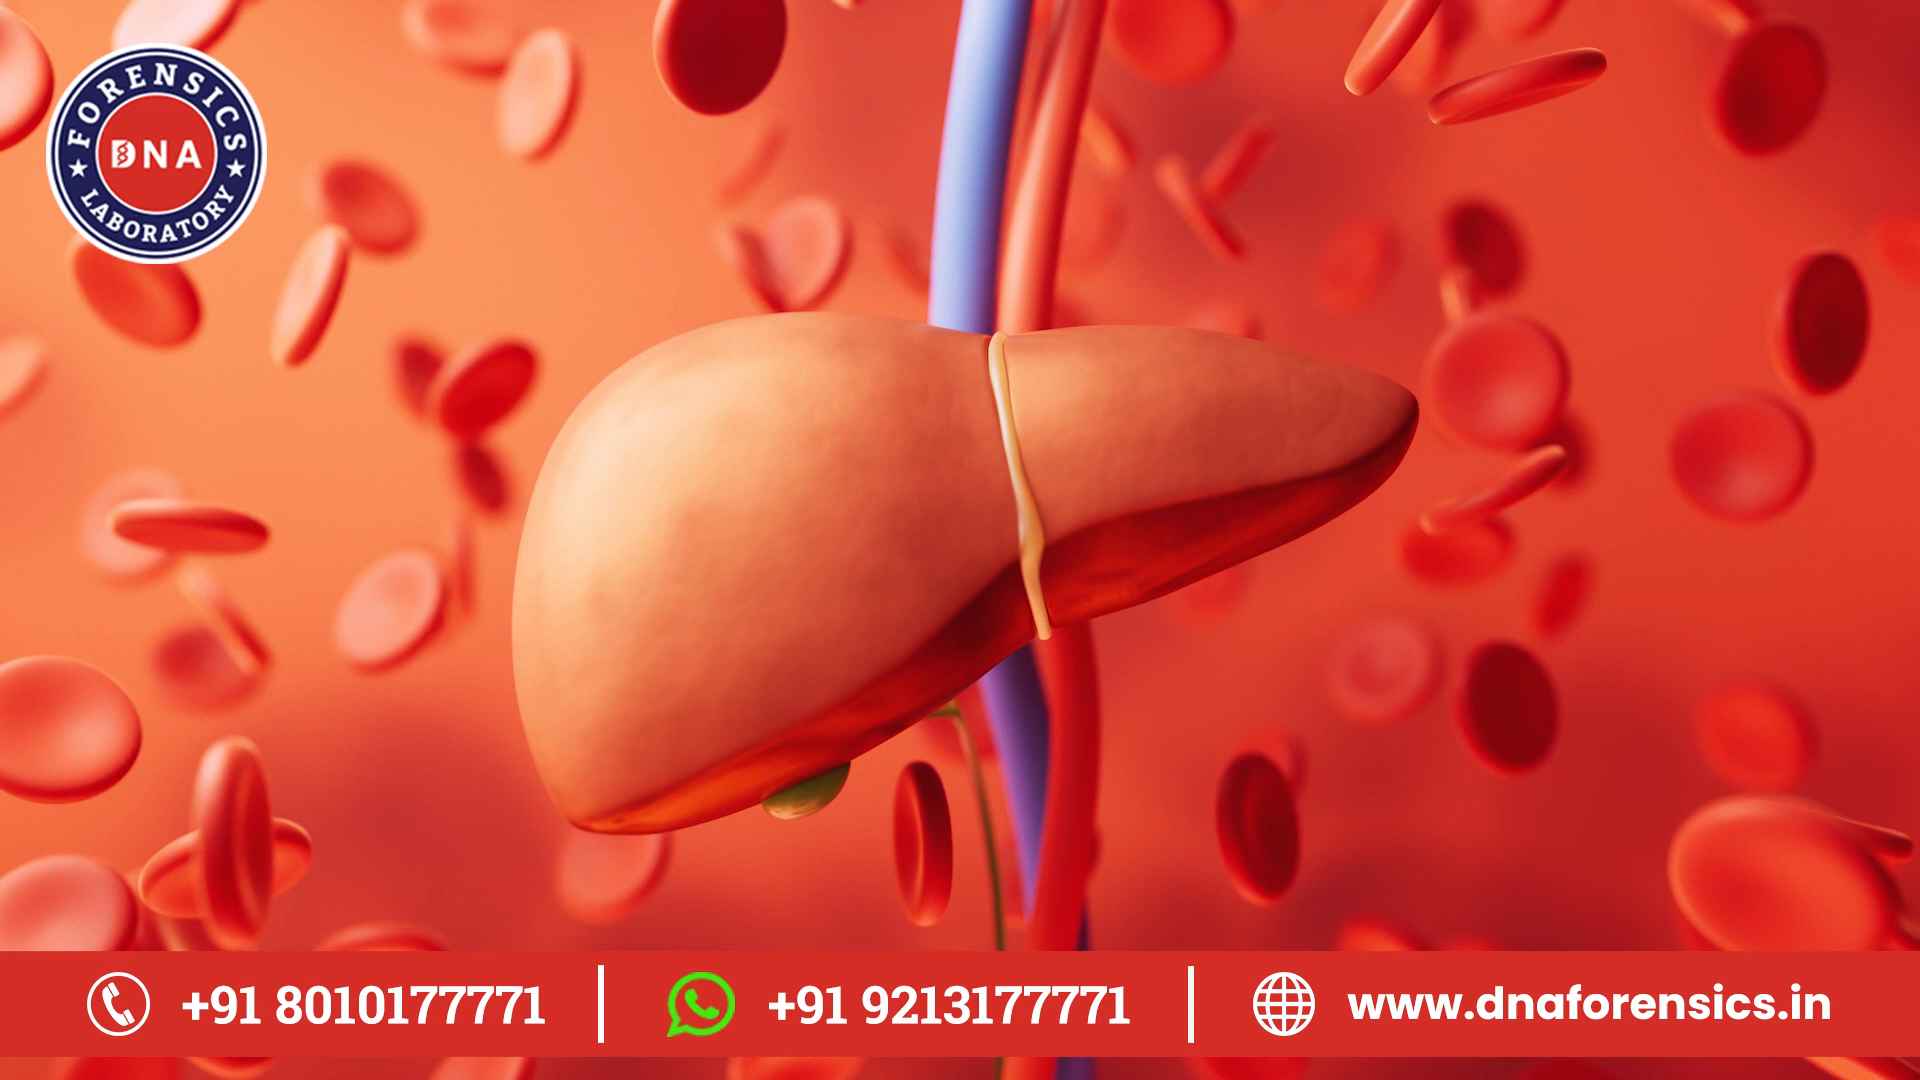 FORENSICS
DNA
LABORATORY
+91 8010177771
+91 9213177771
www.dnaforensics.in